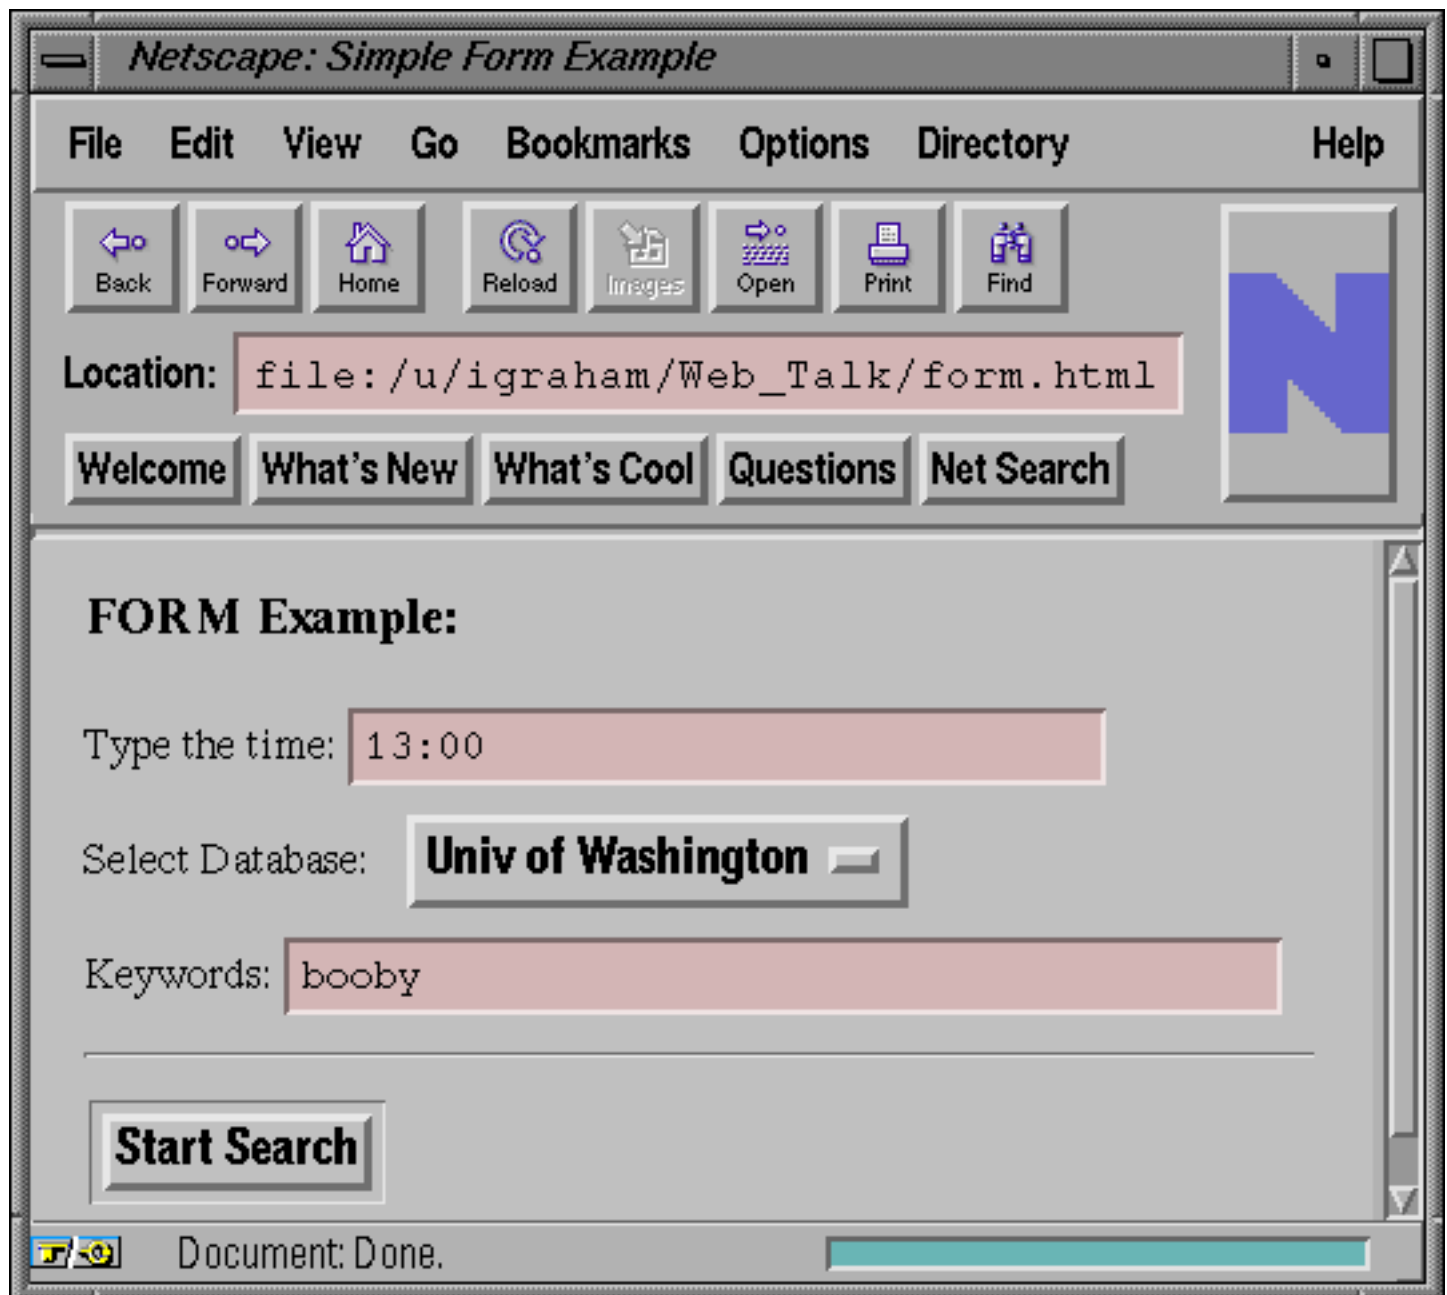 Netscape: Simple Form Example
File Edit View Go Bookmarks Options Directory Help
Back Forward Home Reload Images Open Print Find
Location: file:/u/igraham/Web_Talk/form.html
N
Welcome What's New What's Cool Questions Net Search
FORM Example:
Type the time: 13:00
Select Database: Univ of Washington
Keywords: booby
Start Search
Document: Done.